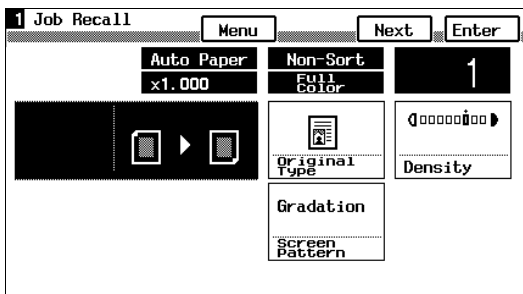 1 Job Recall
Menu Next Enter
Auto Paper Non-Sort 1
x1.000 Full Color
Original Type
Density
Gradation
Screen Pattern